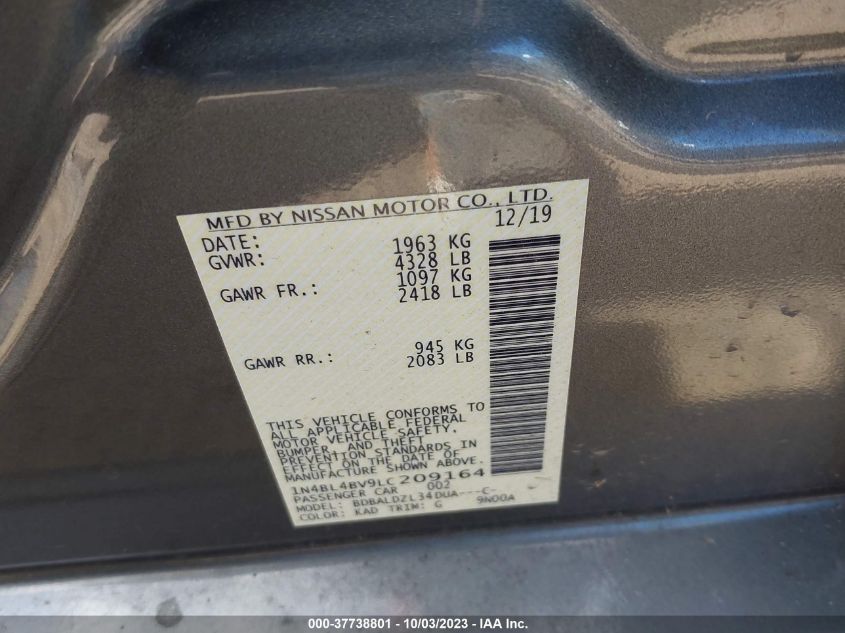 MFD BY NISSAN MOTOR CO., LTD.
DATE: 12/19
GVWR: 1963 KG
4328 LB
GAWR FR.: 1097 KG
2418 LB
GAWR RR.: 945 KG
2083 LB
THIS VEHICLE CONFORMS TO
ALL APPLICABLE FEDERAL
MOTOR VEHICLE SAFETY,
BUMPER, AND THEFT
PREVENTION STANDARDS IN
EFFECT ON THE DATE OF
MANUFACTURE SHOWN ABOVE.
1N4BL4BV9LC209164
PASSENGER CAR 002
MODEL: BDBALDZL34DUA---C-
COLOR: KAD TRIM: G 9N00A
000-37738801 - 10/03/2023 - IAA Inc.